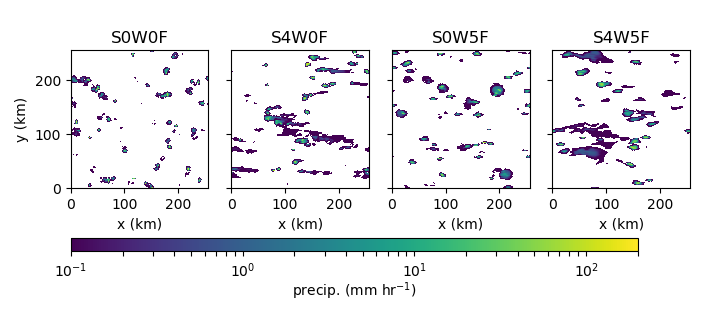 S0W0F S4W0F S0W5F S4W5F
y (km)
200
100
0
0 100 200 0 100 200 0 100 200 0 100 200
x (km) x (km) x (km) x (km)
10⁻¹ 10⁰ 10¹ 10²
precip. (mm hr⁻¹)